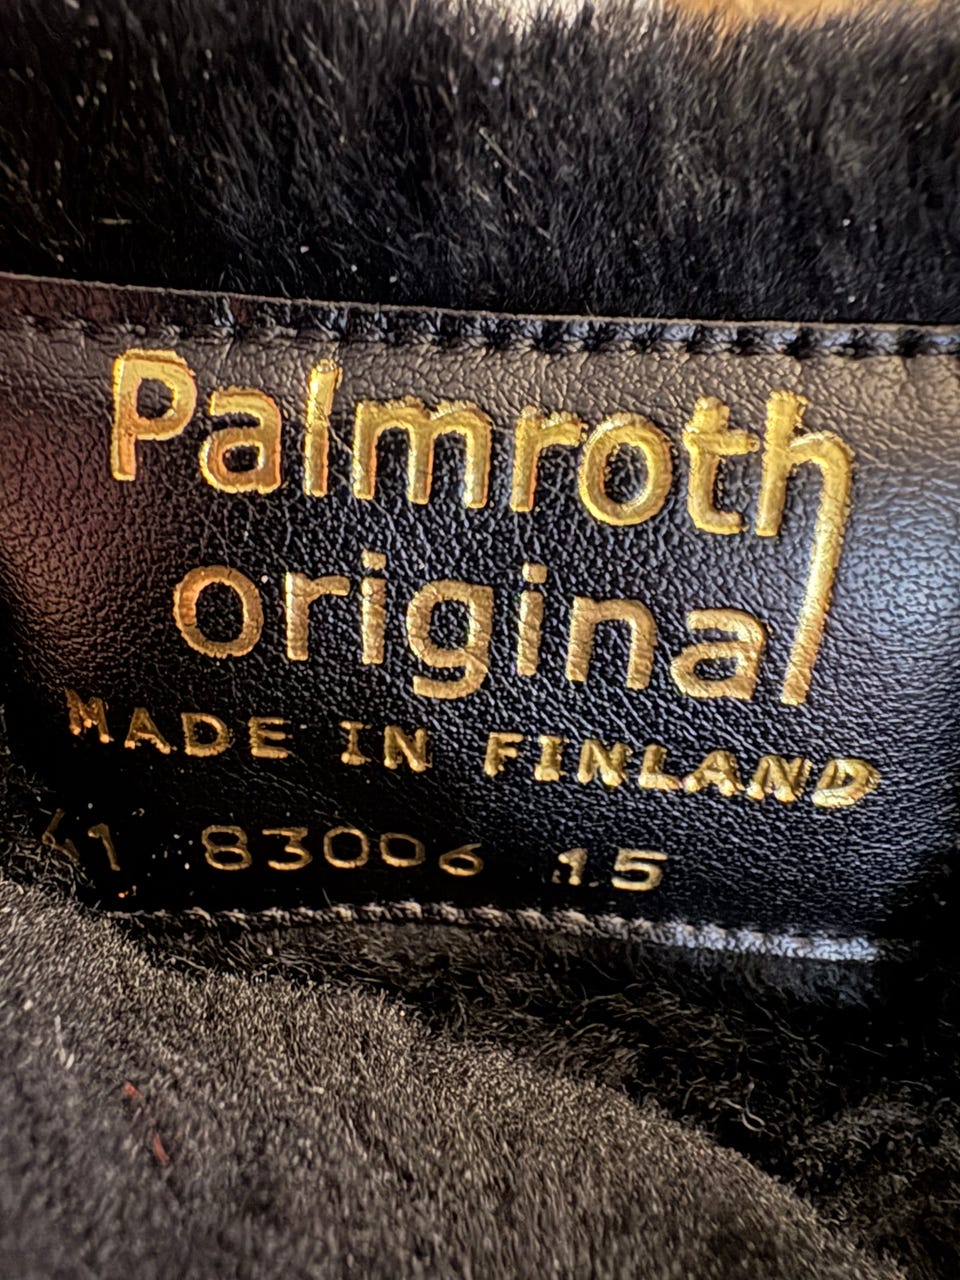 Palmroth
original
MADE IN FINLAND
41 83006 15